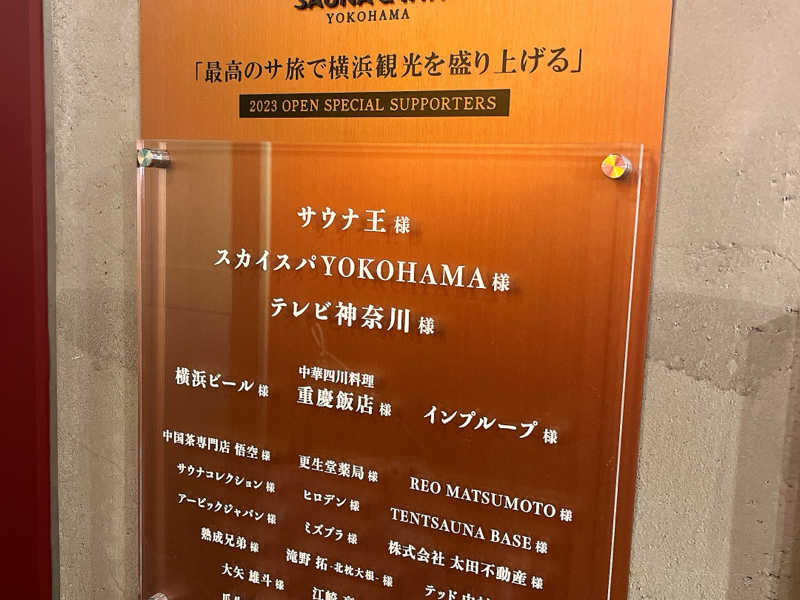 YOKOHAMA
「最高のサ旅で横浜観光を盛り上げる」
2023 OPEN SPECIAL SUPPORTERS
サウナ王 様
スカイスパYOKOHAMA 様
テレビ神奈川 様
横浜ビール 様
中華四川料理
重慶飯店 様
インプループ 様
中国茶専門店 悟空 様
更生堂薬局 様
REO MATSUMOTO 様
サウナコレクション 様
ヒロデン 様
TENTSAUNA BASE 様
アービックジャパン 様
ミズプラ 様
株式会社 太田不動産 様
熟成兄弟 様
滝野 拓 -北枕大根- 様
大矢 雄斗 様
江崎
テッド